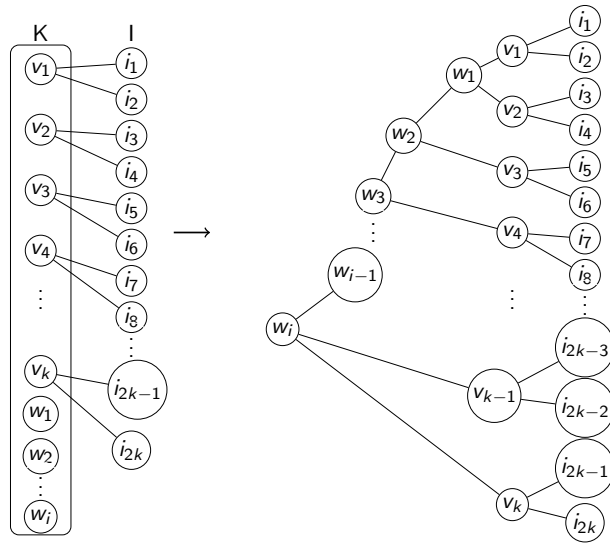 K I
v₁ i₁
i₂
v₂ i₃
i₄
v₃ i₅
i₆
v₄ i₇
⋮ i₈
⋮
vₖ i₂ₖ₋₁
w₁
w₂ i₂ₖ
⋮
wᵢ
→
i₁
v₁
w₁ i₂
i₃
v₂
w₂ i₄
v₃ i₅
w₃ i₆
⋮ v₄ i₇
wᵢ₋₁ i₈
⋮ ⋮
wᵢ i₂ₖ₋₃
vₖ₋₁
i₂ₖ₋₂
i₂ₖ₋₁
vₖ
i₂ₖ